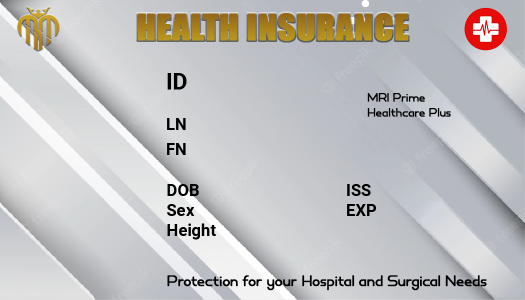 HEALTH INSURANCE
ID
MRI Prime
Healthcare Plus
LN
FN
DOB
ISS
Sex
EXP
Height
Protection for your Hospital and Surgical Needs